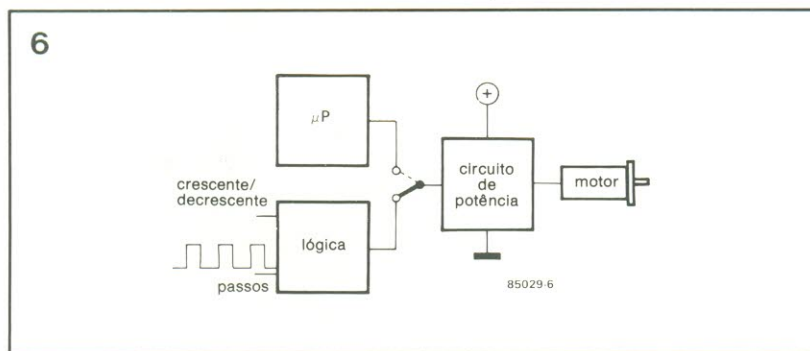 6
μP
crescente/
decrescente
lógica
passos
circuito
de
potência
+
motor
85029-6